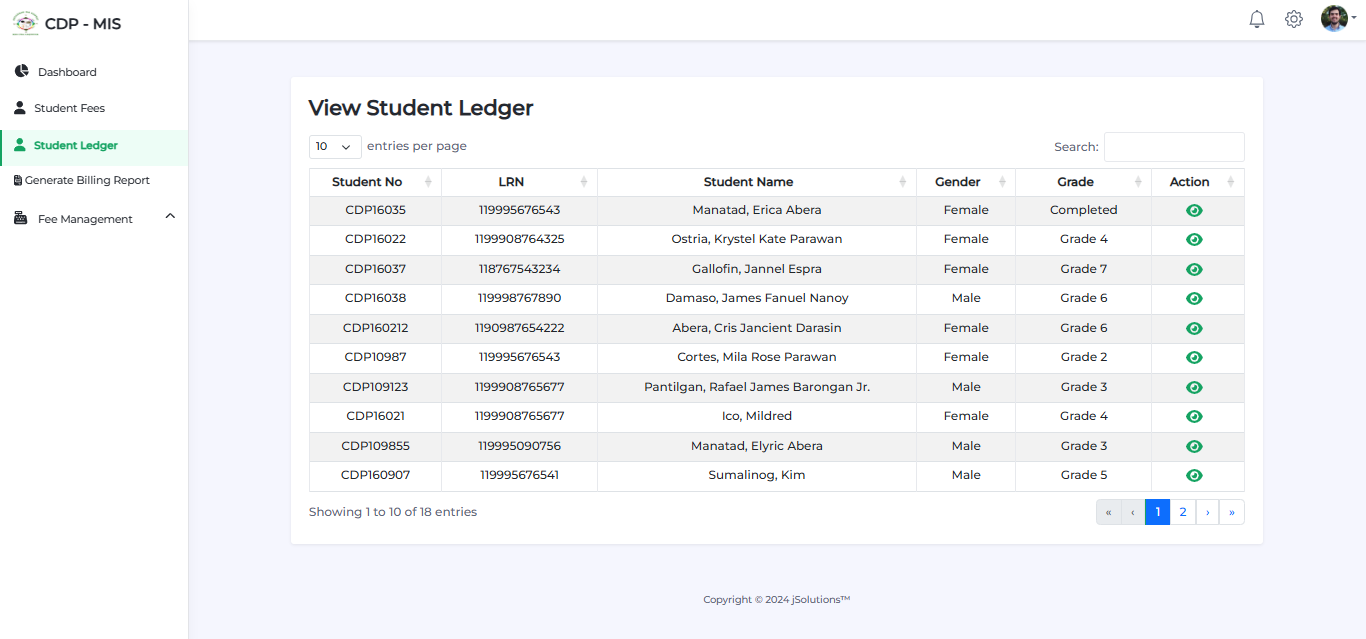 CDP - MIS
Dashboard
Student Fees
Student Ledger
Generate Billing Report
Fee Management
View Student Ledger
10 entries per page Search:
Student No LRN Student Name Gender Grade Action
CDP16035 119995676543 Manatad, Erica Abera Female Completed
CDP16022 1199908764325 Ostria, Krystel Kate Parawan Female Grade 4
CDP16037 118767543234 Gallofin, Jannel Espra Female Grade 7
CDP16038 119998767890 Damaso, James Fanuel Nanoy Male Grade 6
CDP160212 1190987654222 Abera, Cris Jancient Darasin Female Grade 6
CDP10987 119995676543 Cortes, Mila Rose Parawan Female Grade 2
CDP109123 1199908765677 Pantilgan, Rafael James Barongan Jr. Male Grade 3
CDP16021 1199908765677 Ico, Mildred Female Grade 4
CDP109855 119995090756 Manatad, Elyric Abera Male Grade 3
CDP160907 119995676541 Sumalinog, Kim Male Grade 5
Showing 1 to 10 of 18 entries « ‹ 1 2 › »
Copyright © 2024 jSolutions™